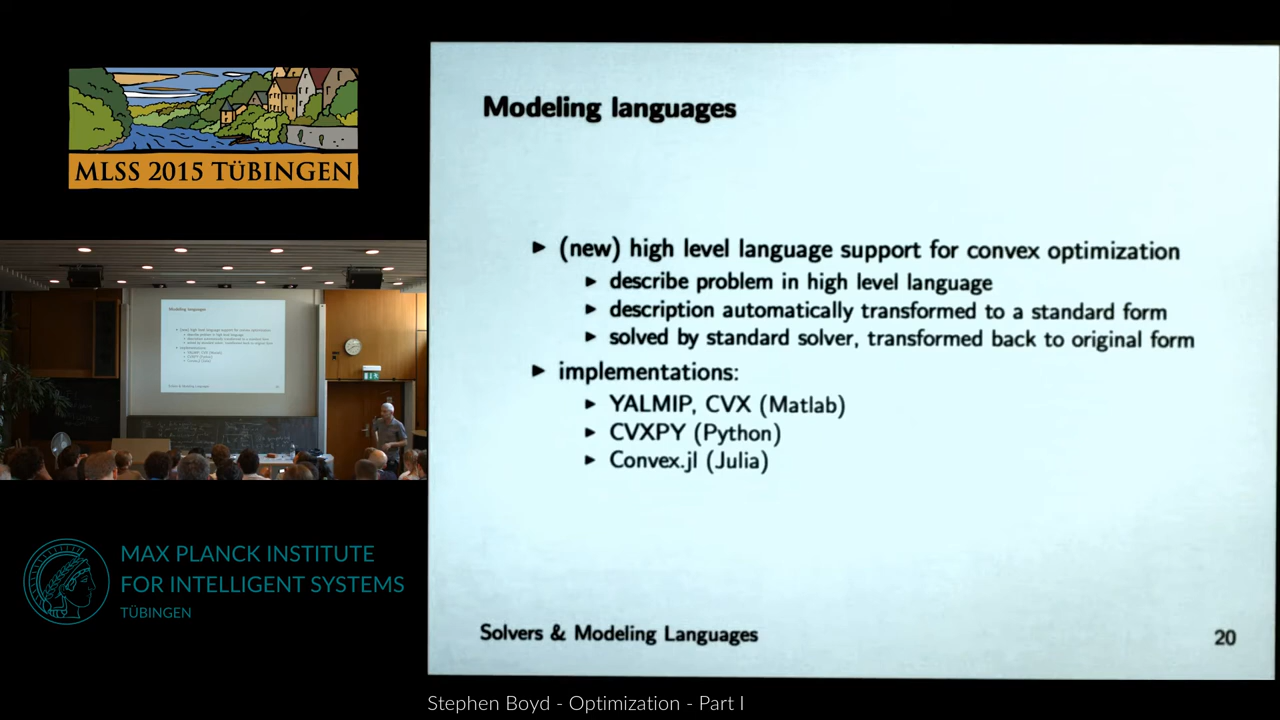 MLSS 2015 TÜBINGEN
Modeling languages
(new) high level language support for convex optimization
describe problem in high level language
description automatically transformed to a standard form
solved by standard solver, transformed back to original form
implementations:
YALMIP, CVX (Matlab)
CVXPY (Python)
Convex.jl (Julia)
Solvers & Modeling Languages
20
MAX PLANCK INSTITUTE
FOR INTELLIGENT SYSTEMS
TÜBINGEN
Stephen Boyd - Optimization - Part I